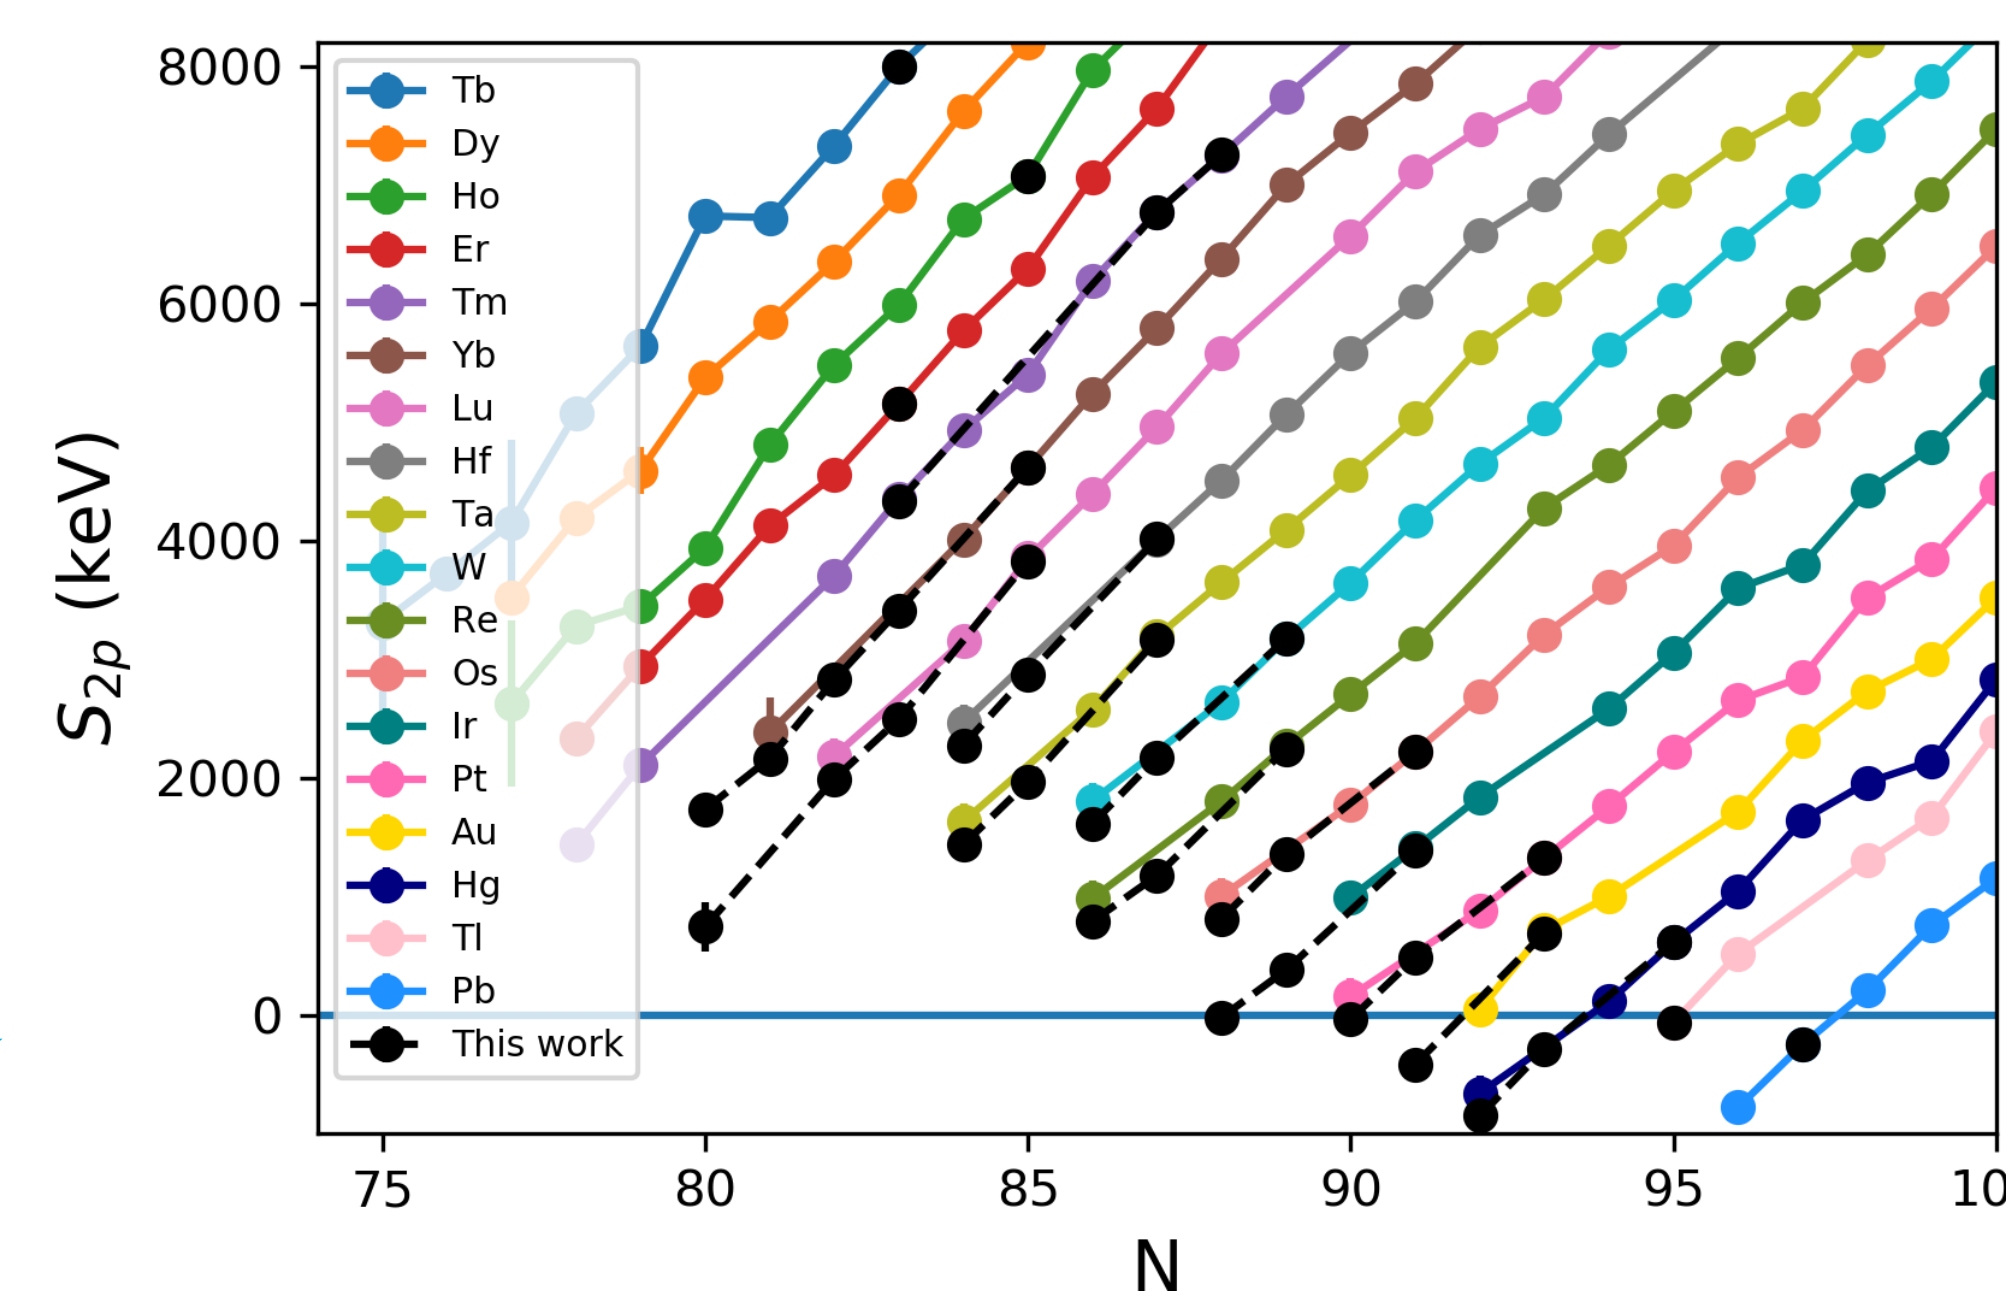 8000
6000
4000
2000
0
S2p (keV)
Tb
Dy
Ho
Er
Tm
Yb
Lu
Hf
Ta
W
Re
Os
Ir
Pt
Au
Hg
Tl
Pb
This work
75 80 85 90 95 10
N